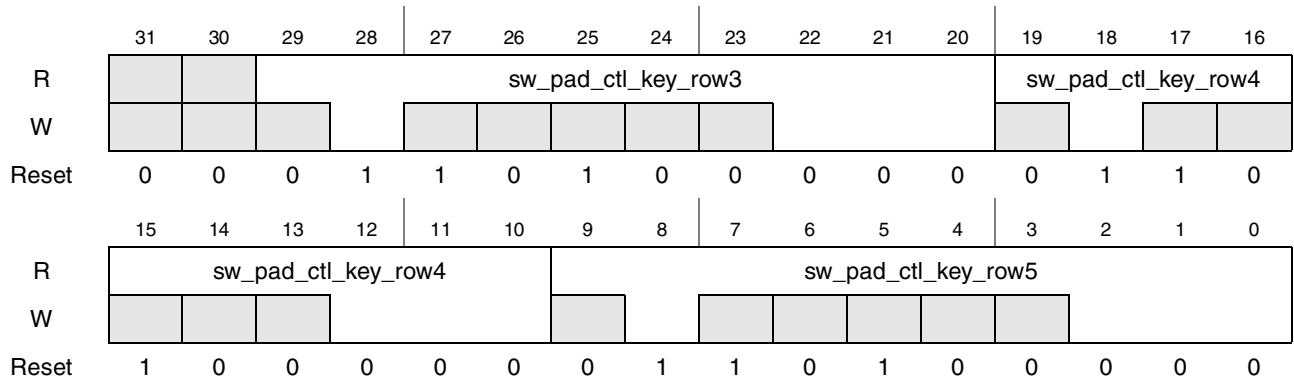 31 30 29 28 27 26 25 24 23 22 21 20 19 18 17 16
R sw_pad_ctl_key_row3 sw_pad_ctl_key_row4
W
Reset 0 0 0 1 1 0 1 0 0 0 0 0 0 1 1 0
15 14 13 12 11 10 9 8 7 6 5 4 3 2 1 0
R sw_pad_ctl_key_row4 sw_pad_ctl_key_row5
W
Reset 1 0 0 0 0 0 0 1 1 0 1 0 0 0 0 0